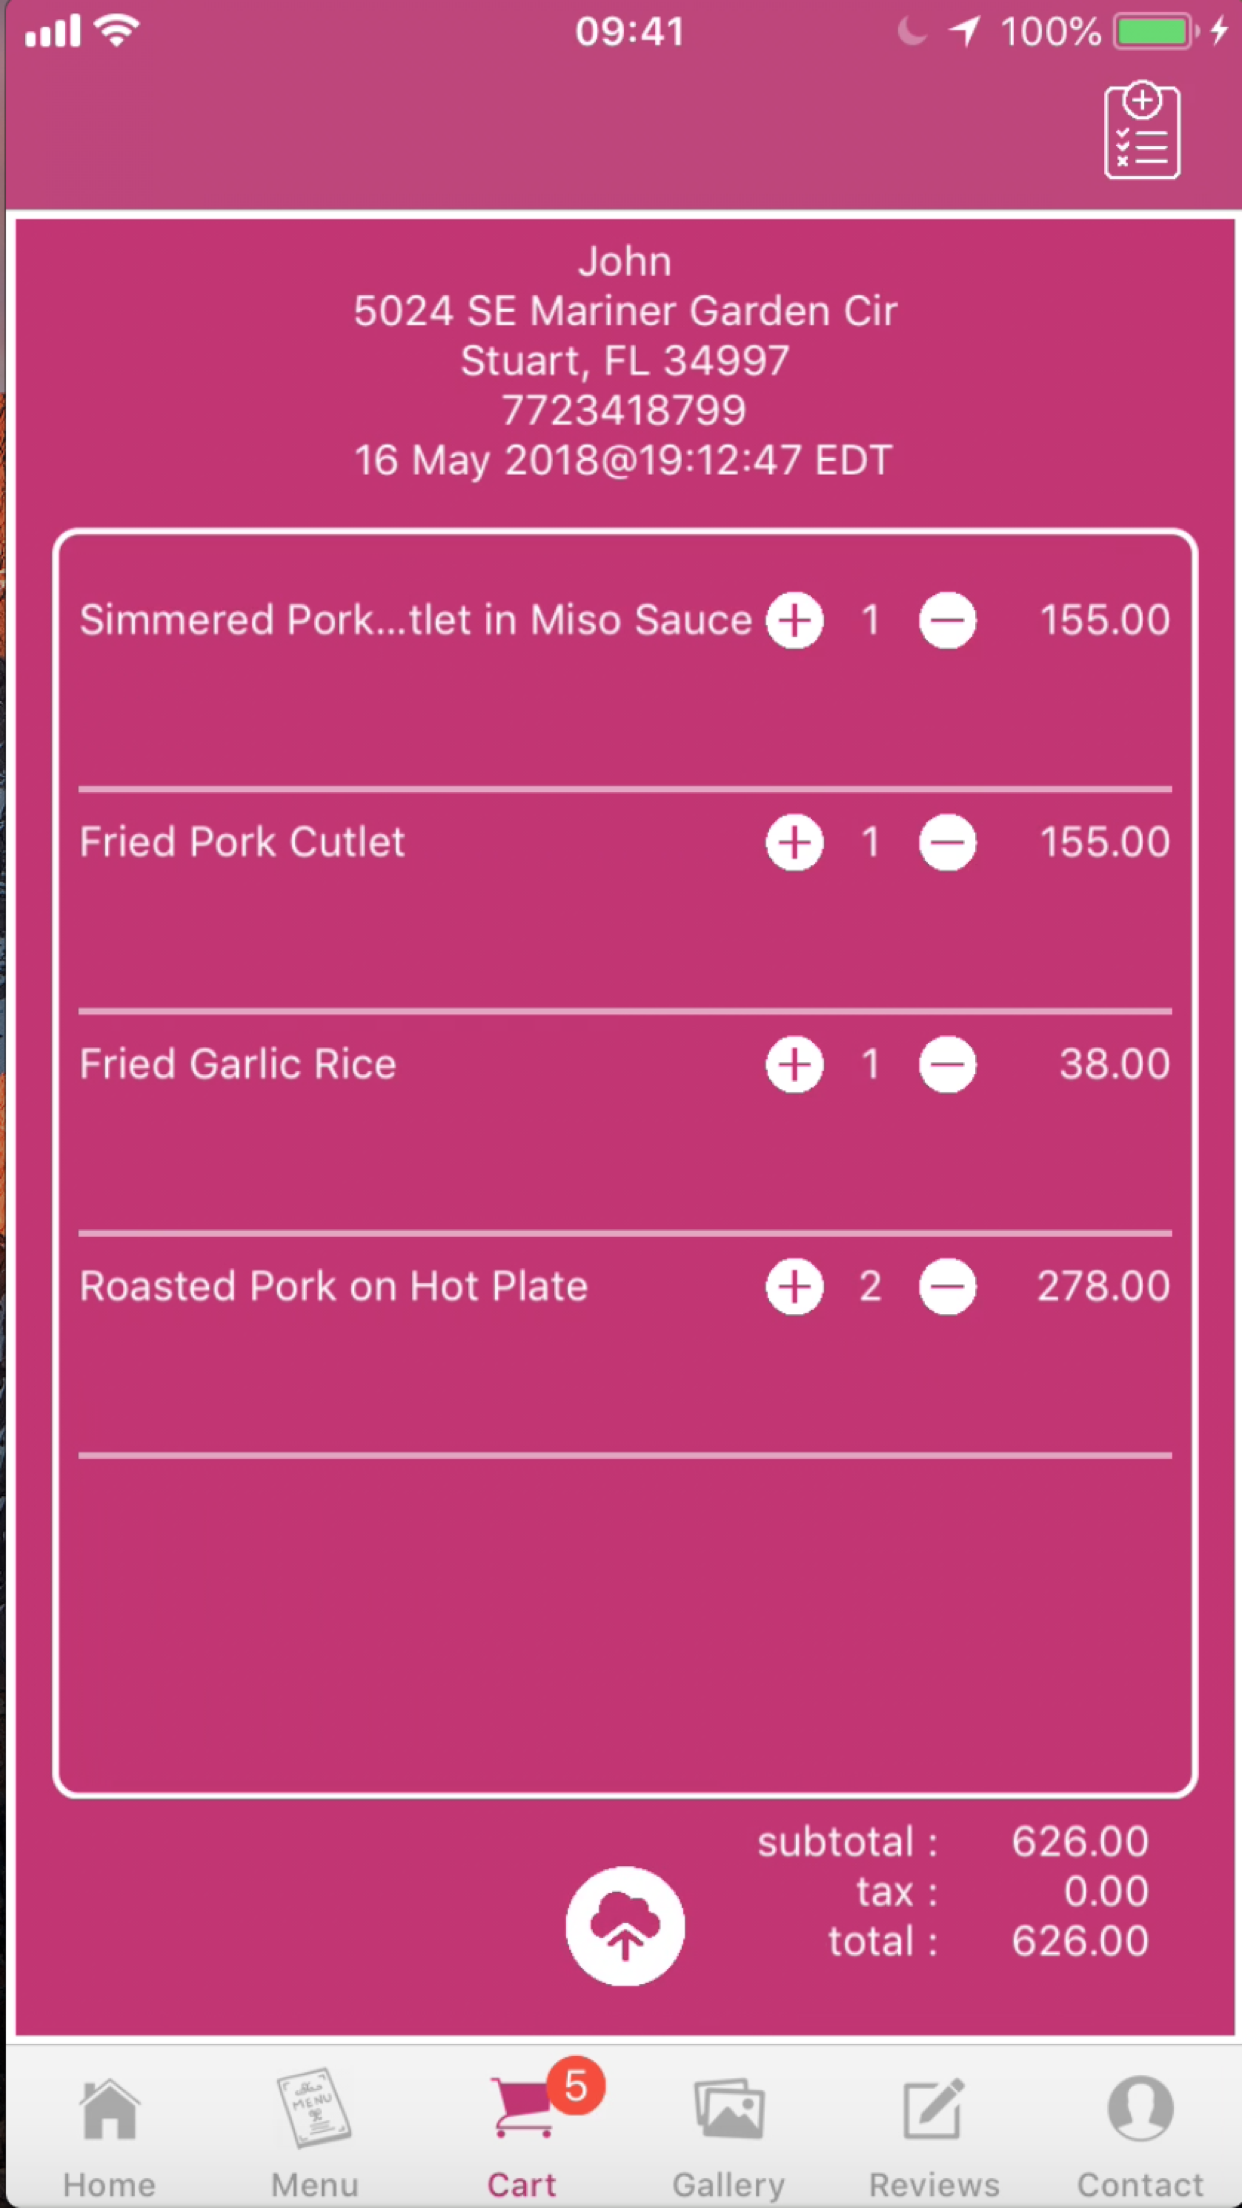 09:41
100%
John
5024 SE Mariner Garden Cir
Stuart, FL 34997
7723418799
16 May 2018@19:12:47 EDT
Simmered Pork...tlet in Miso Sauce 1 155.00
Fried Pork Cutlet 1 155.00
Fried Garlic Rice 1 38.00
Roasted Pork on Hot Plate 2 278.00
subtotal : 626.00
tax : 0.00
total : 626.00
MENU
5
Home Menu Cart Gallery Reviews Contact